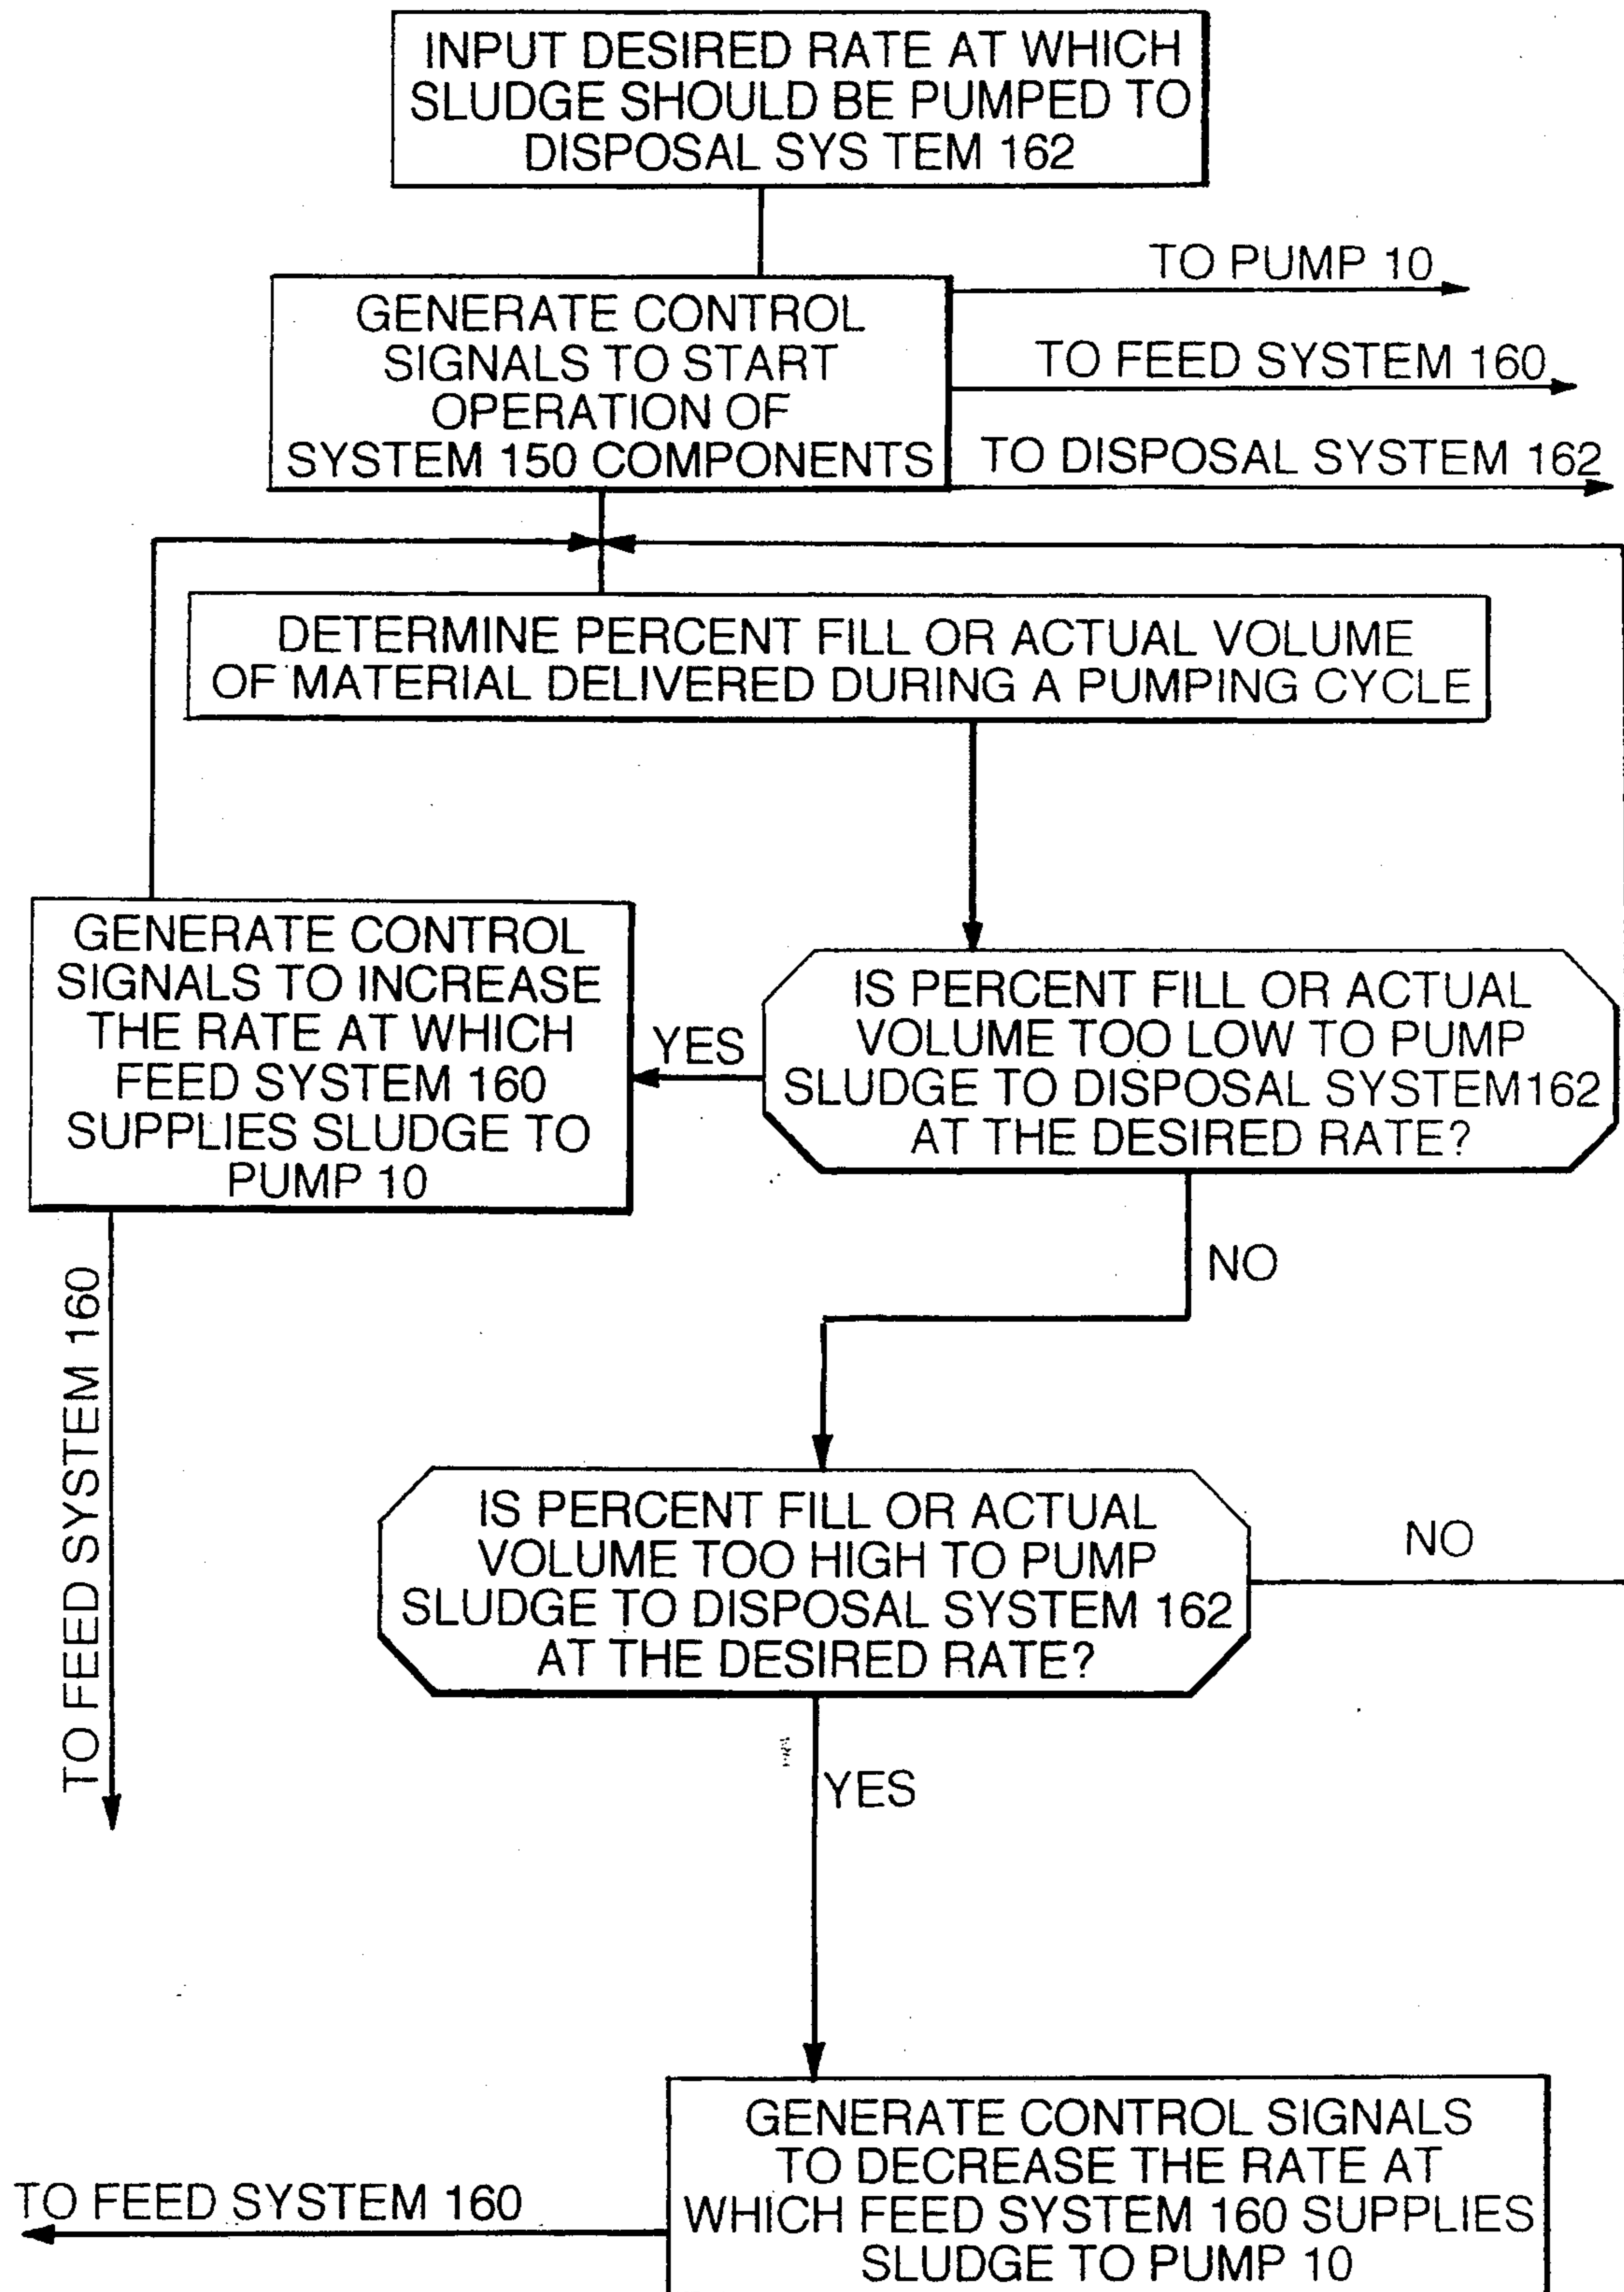 INPUT DESIRED RATE AT WHICH
SLUDGE SHOULD BE PUMPED TO
DISPOSAL SYS TEM 162
TO PUMP 10
GENERATE CONTROL
SIGNALS TO START
OPERATION OF
SYSTEM 150 COMPONENTS
TO FEED SYSTEM 160
TO DISPOSAL SYSTEM 162
DETERMINE PERCENT FILL OR ACTUAL VOLUME
OF MATERIAL DELIVERED DURING A PUMPING CYCLE
GENERATE CONTROL
SIGNALS TO INCREASE
THE RATE AT WHICH
FEED SYSTEM 160
SUPPLIES SLUDGE TO
PUMP 10
YES
IS PERCENT FILL OR ACTUAL
VOLUME TOO LOW TO PUMP
SLUDGE TO DISPOSAL SYSTEM162
AT THE DESIRED RATE?
NO
TO FEED SYSTEM 160
IS PERCENT FILL OR ACTUAL
VOLUME TOO HIGH TO PUMP
SLUDGE TO DISPOSAL SYSTEM 162
AT THE DESIRED RATE?
NO
YES
TO FEED SYSTEM 160
GENERATE CONTROL SIGNALS
TO DECREASE THE RATE AT
WHICH FEED SYSTEM 160 SUPPLIES
SLUDGE TO PUMP 10